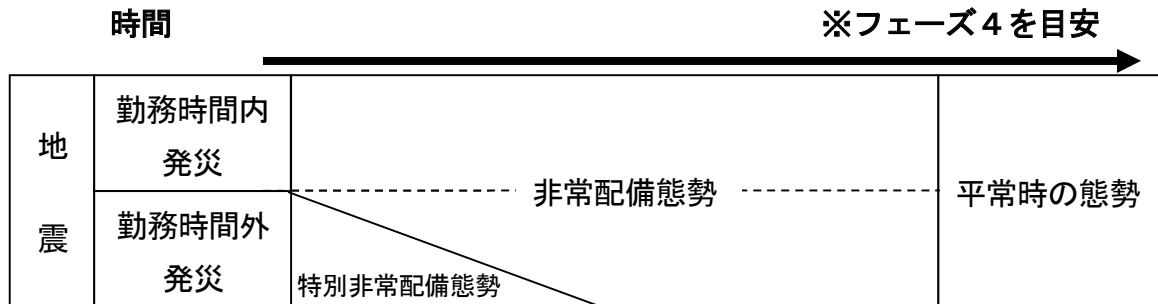 時間
※フェーズ４を目安
地震
勤務時間内
発災
非常配備態勢
平常時の態勢
勤務時間外
発災
特別非常配備態勢